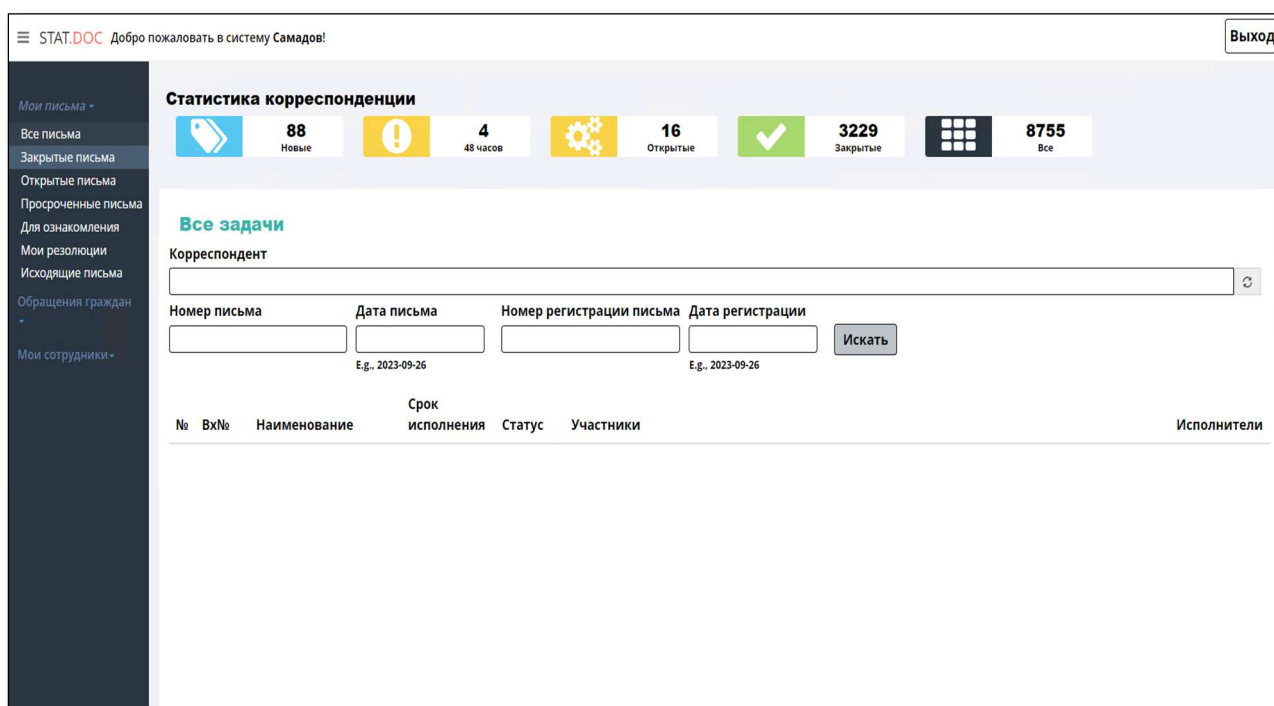 STAT.DOC Добро пожаловать в систему Самадов!
Выход
Мои письма
Все письма
Закрытые письма
Открытые письма
Просроченные письма
Для ознакомления
Мои резолюции
Исходящие письма
Обращения граждан
Мои сотрудники
Статистика корреспонденции
88
Новые
4
48 часов
16
Открытые
3229
Закрытые
8755
Все
Все задачи
Корреспондент
Номер письма Дата письма Номер регистрации письма Дата регистрации
Искать
E.g., 2023-09-26 E.g., 2023-09-26
№ Вх№ Наименование Срок исполнения Статус Участники Исполнители